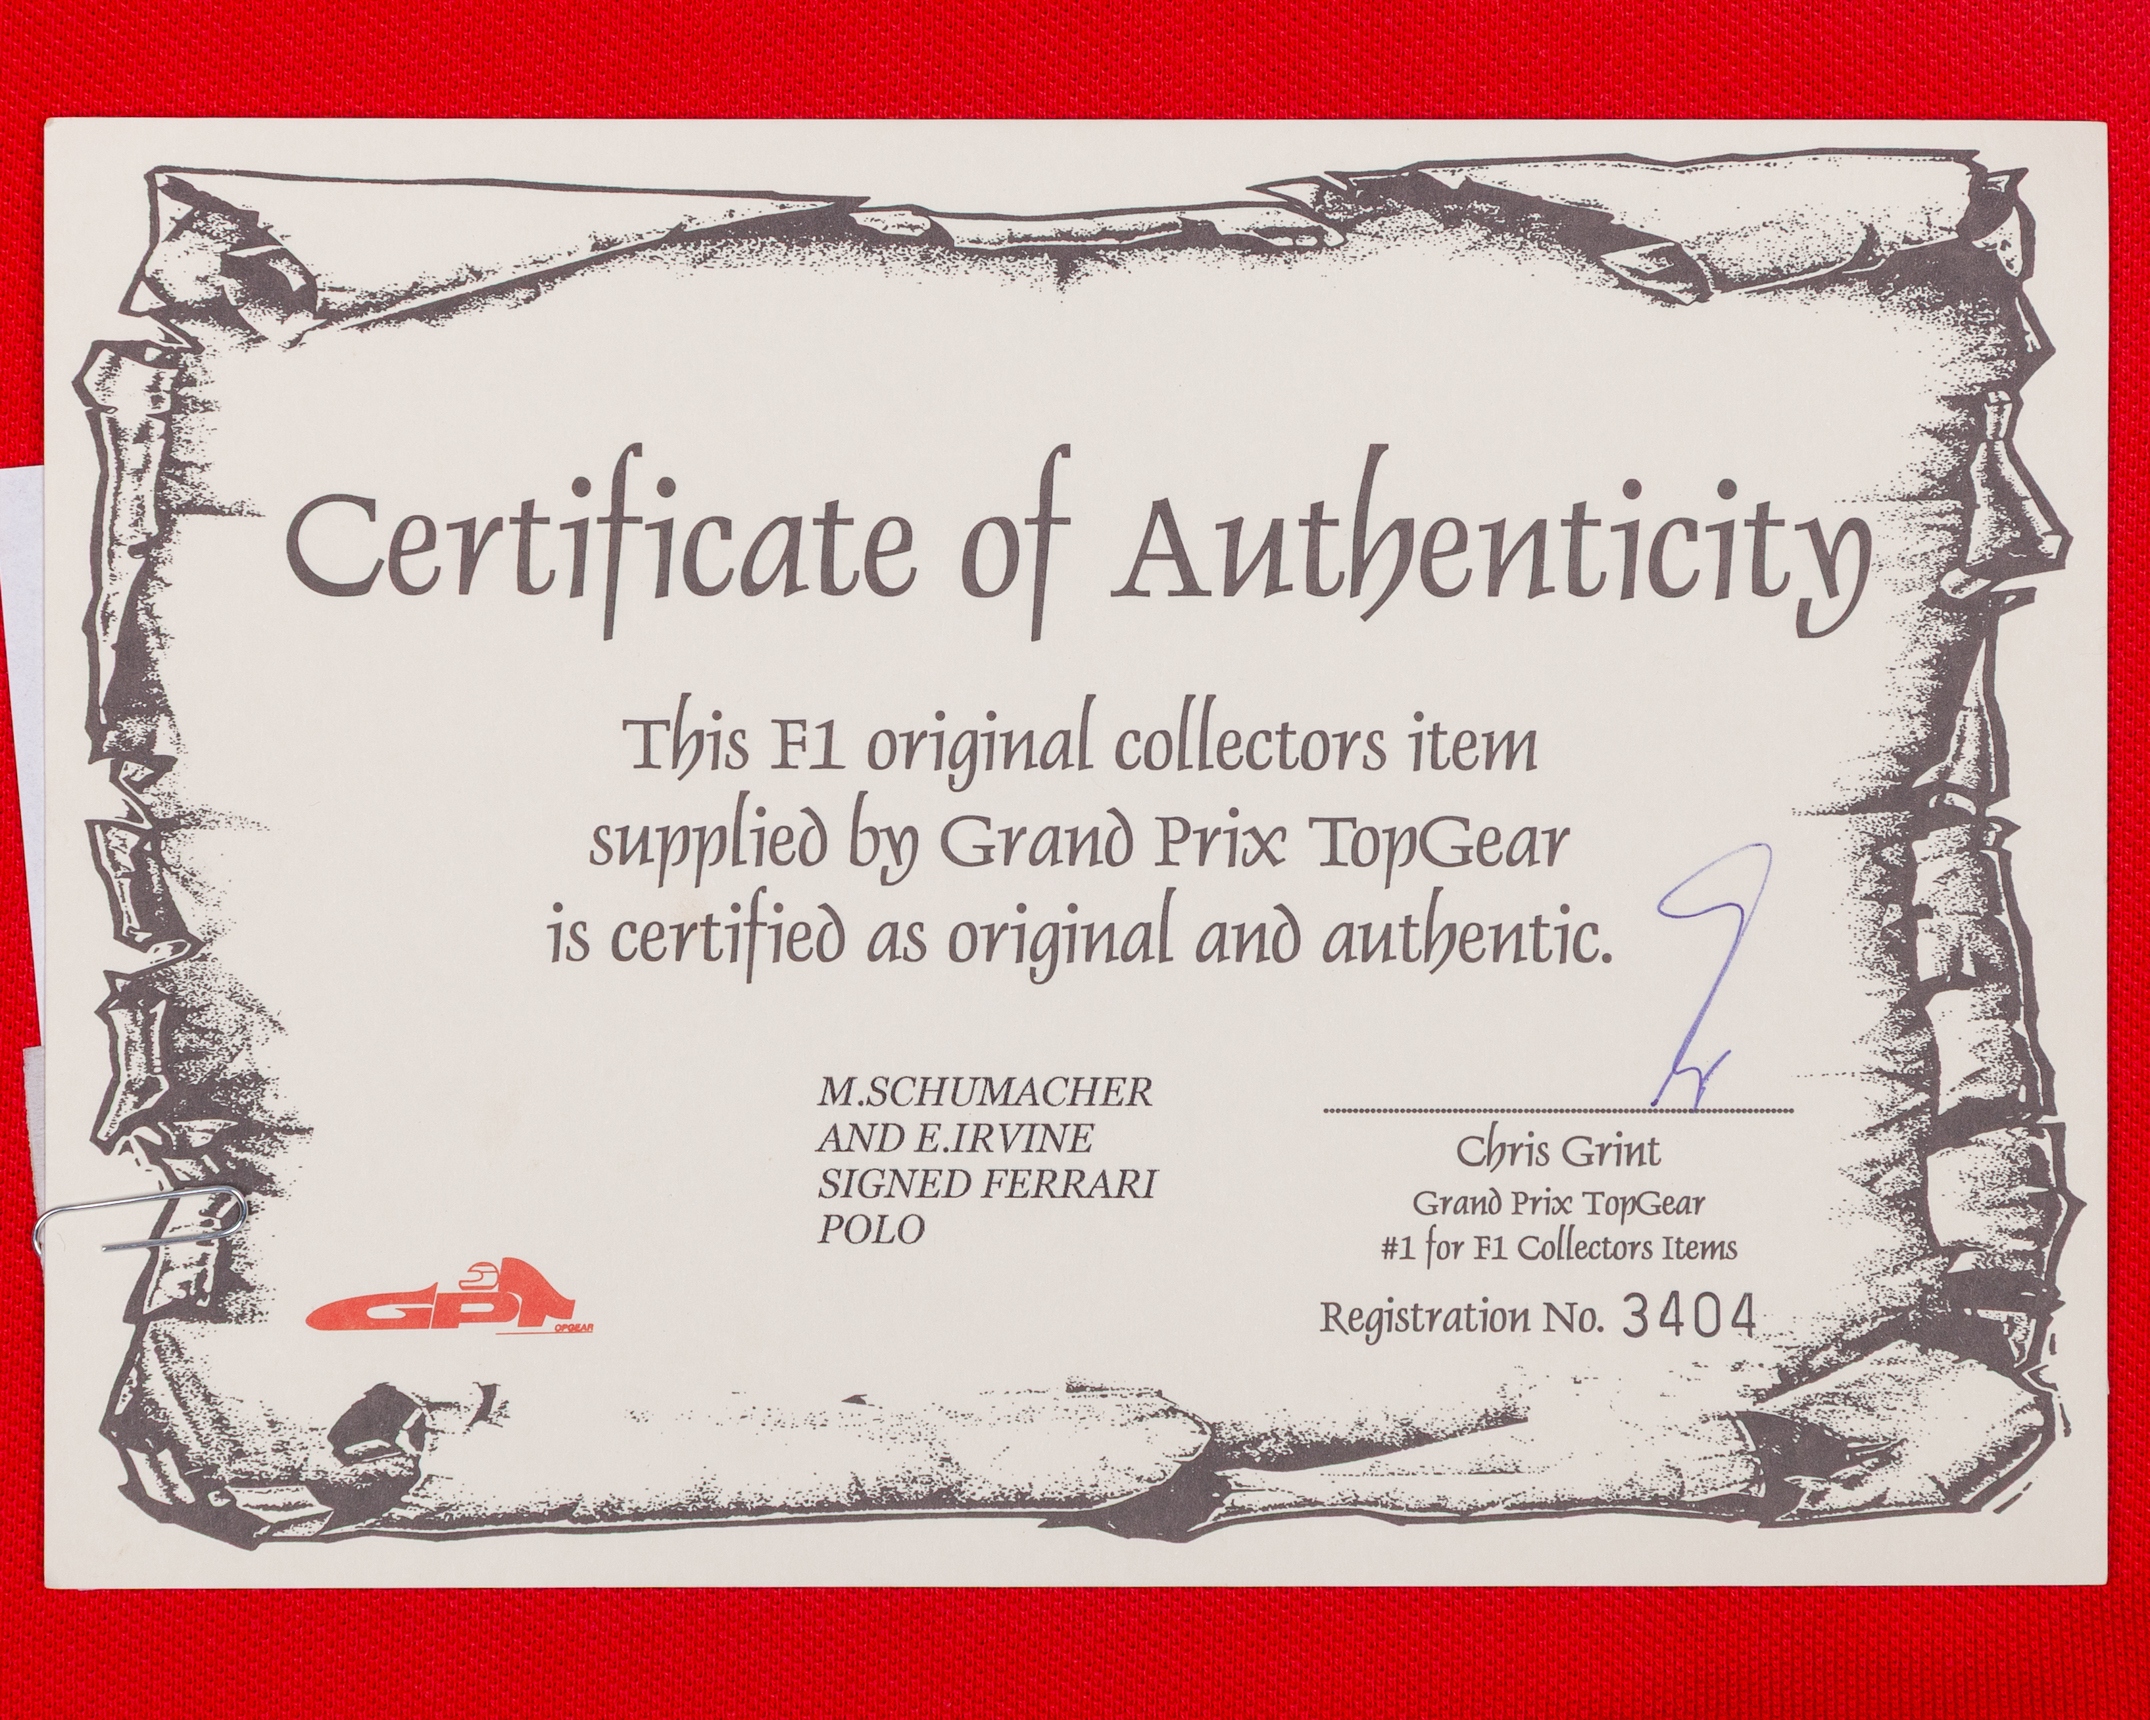 Certificate of Authenticity
This F1 original collectors item
supplied by Grand Prix TopGear
is certified as original and authentic.
M.SCHUMACHER
AND E.IRVINE
SIGNED FERRARI
POLO
Chris Grint
Grand Prix TopGear
#1 for F1 Collectors Items
Registration No. 3404
GPT
OPGEAR